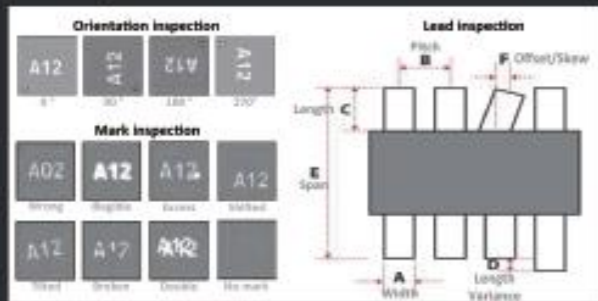 Orientation inspection
A12 A12 A12 A12
0° 90° 180° 270°
Mark inspection
A02 A12 A12 A12
Wrong Illegible Excess Shifted
A12 A12 A12
Tilted Broken Double No mark
Lead inspection
Pitch
B
F Offset/Skew
Length C
E
Span
A
Width
D
Length
Variance